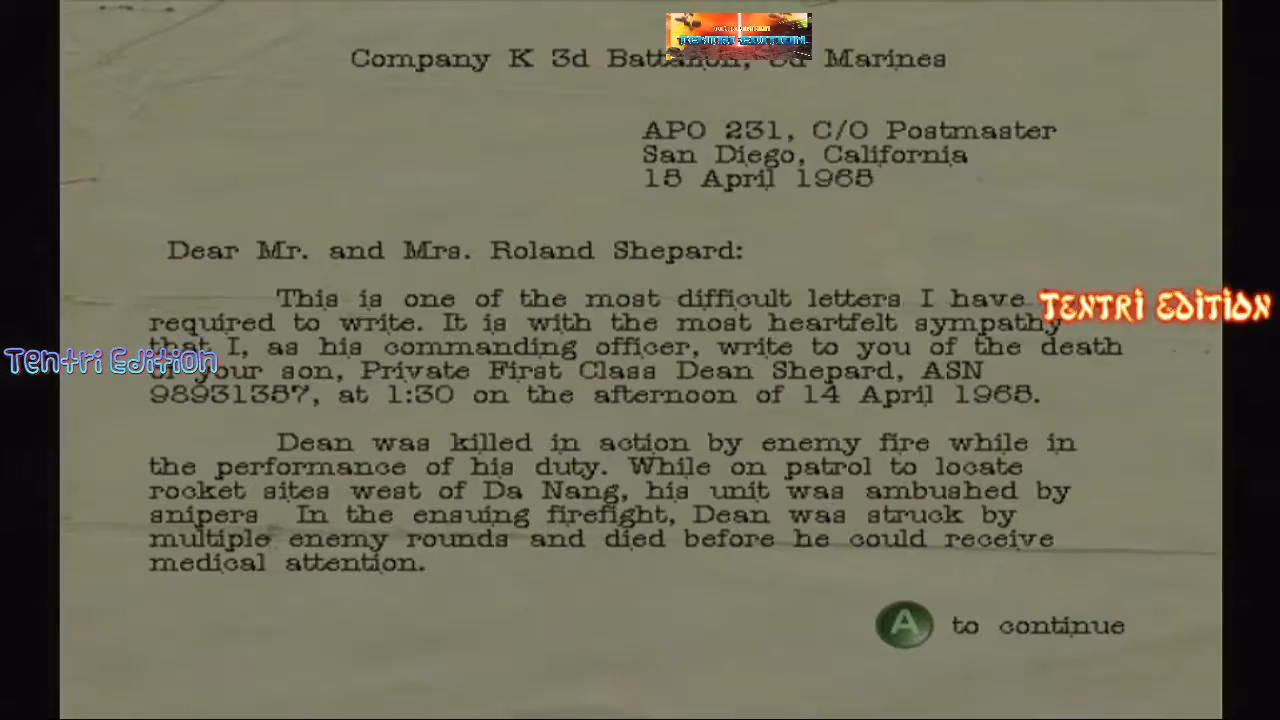 TENTRI EDITION
Company K 3d Battalion, 3d Marines
APO 231, C/O Postmaster
San Diego, California
15 April 1965
Dear Mr. and Mrs. Roland Shepard:
This is one of the most difficult letters I have
TENTRI EDITION
required to write. It is with the most heartfelt sympathy
that I, as his commanding officer, write to you of the death
Tentri Edition
of your son, Private First Class Dean Shepard, ASN
98931357, at 1:30 on the afternoon of 14 April 1965.
Dean was killed in action by enemy fire while in
the performance of his duty. While on patrol to locate
rocket sites west of Da Nang, his unit was ambushed by
snipers In the ensuing firefight, Dean was struck by
multiple enemy rounds and died before he could receive
medical attention.
A to continue